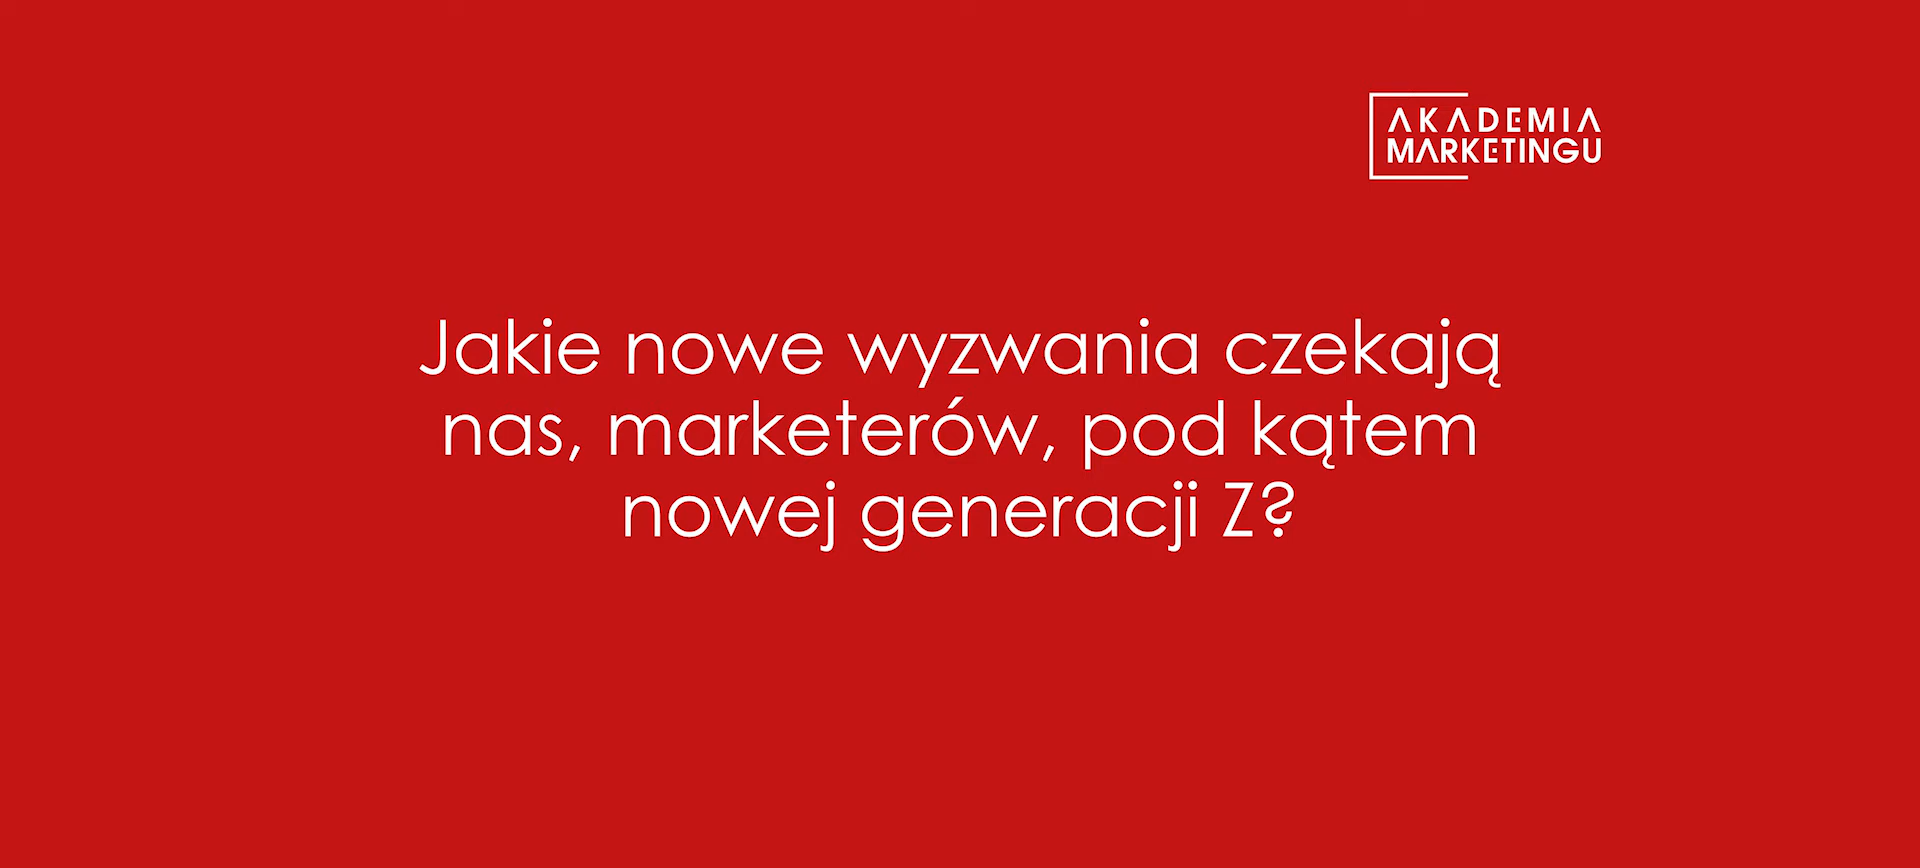 AKADEMIA
MARKETINGU
Jakie nowe wyzwania czekają
nas, marketerów, pod kątem
nowej generacji Z?